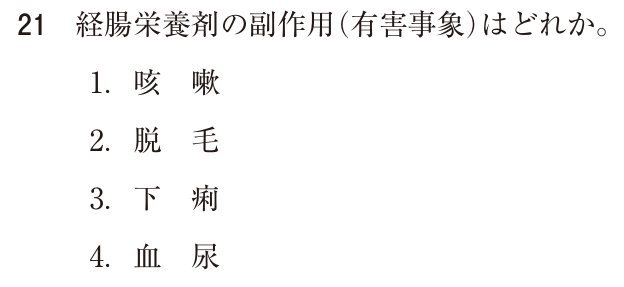 21 経腸栄養剤の副作用(有害事象)はどれか。
1. 咳 嗽
2. 脱 毛
3. 下 痢
4. 血 尿